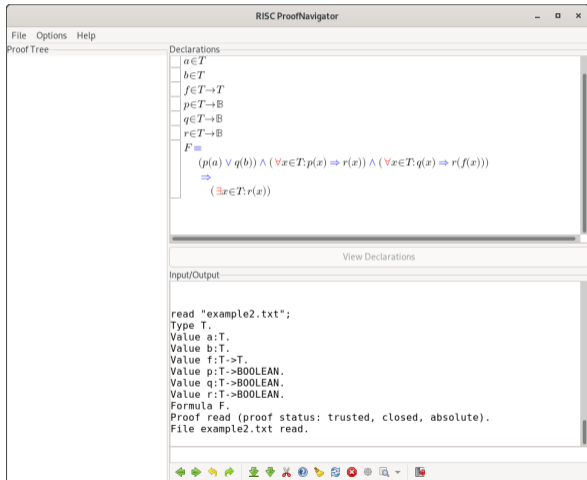 RISC ProofNavigator
File Options Help
Proof Tree
Declarations
a∈T
b∈T
f∈T→T
p∈T→𝔹
q∈T→𝔹
r∈T→𝔹
F≡
(p(a) ∨ q(b)) ∧ (∀x∈T:p(x) ⇒ r(x)) ∧ (∀x∈T:q(x) ⇒ r(f(x)))
⇒
(∃x∈T:r(x))
View Declarations
Input/Output
read "example2.txt";
Type T.
Value a:T.
Value b:T.
Value f:T->T.
Value p:T->BOOLEAN.
Value q:T->BOOLEAN.
Value r:T->BOOLEAN.
Formula F.
Proof read (proof status: trusted, closed, absolute).
File example2.txt read.